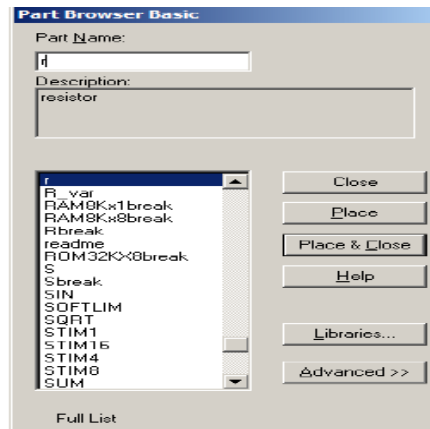 Part Browser Basic
Part Name:
r
Description:
resistor
r
R_var
RAM8Kx1break
RAM8Kx8break
Rbreak
readme
ROM32KX8break
S
Sbreak
SIN
SOFTLIM
SQRT
STIM1
STIM16
STIM4
STIM8
SUM
Close
Place
Place & Close
Help
Libraries...
Advanced >>
Full List